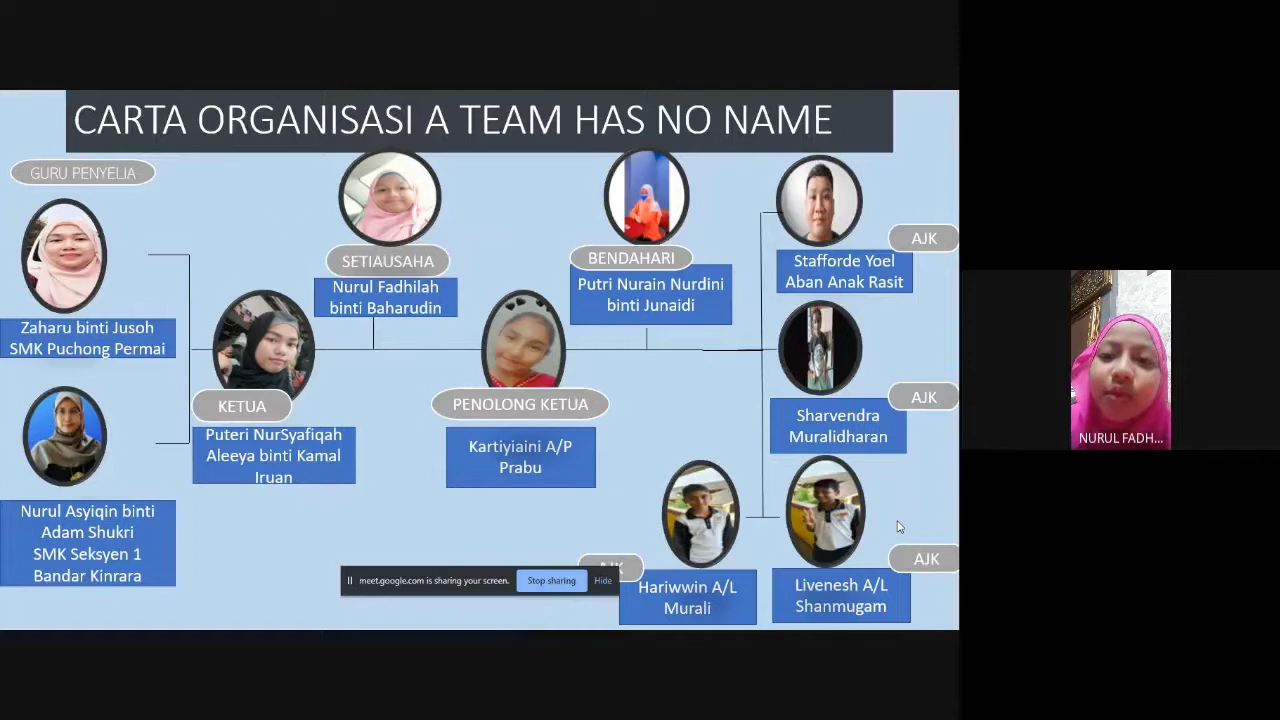 CARTA ORGANISASI A TEAM HAS NO NAME
GURU PENYELIA
Zaharu binti Jusoh
SMK Puchong Permai
Nurul Asyiqin binti
Adam Shukri
SMK Seksyen 1
Bandar Kinrara
KETUA
Puteri NurSyafiqah
Aleeya binti Kamal
Iruan
SETIAUSAHA
Nurul Fadhilah
binti Baharudin
PENOLONG KETUA
Kartiyiaini A/P
Prabu
BENDAHARI
Putri Nurain Nurdini
binti Junaidi
AJK
Stafforde Yoel
Aban Anak Rasit
AJK
Sharvendra
Muralidharan
AJK
Hariwwin A/L
Murali
AJK
Livenesh A/L
Shanmugam
meet.google.com is sharing your screen.
Stop sharing
Hide
NURUL FADH...